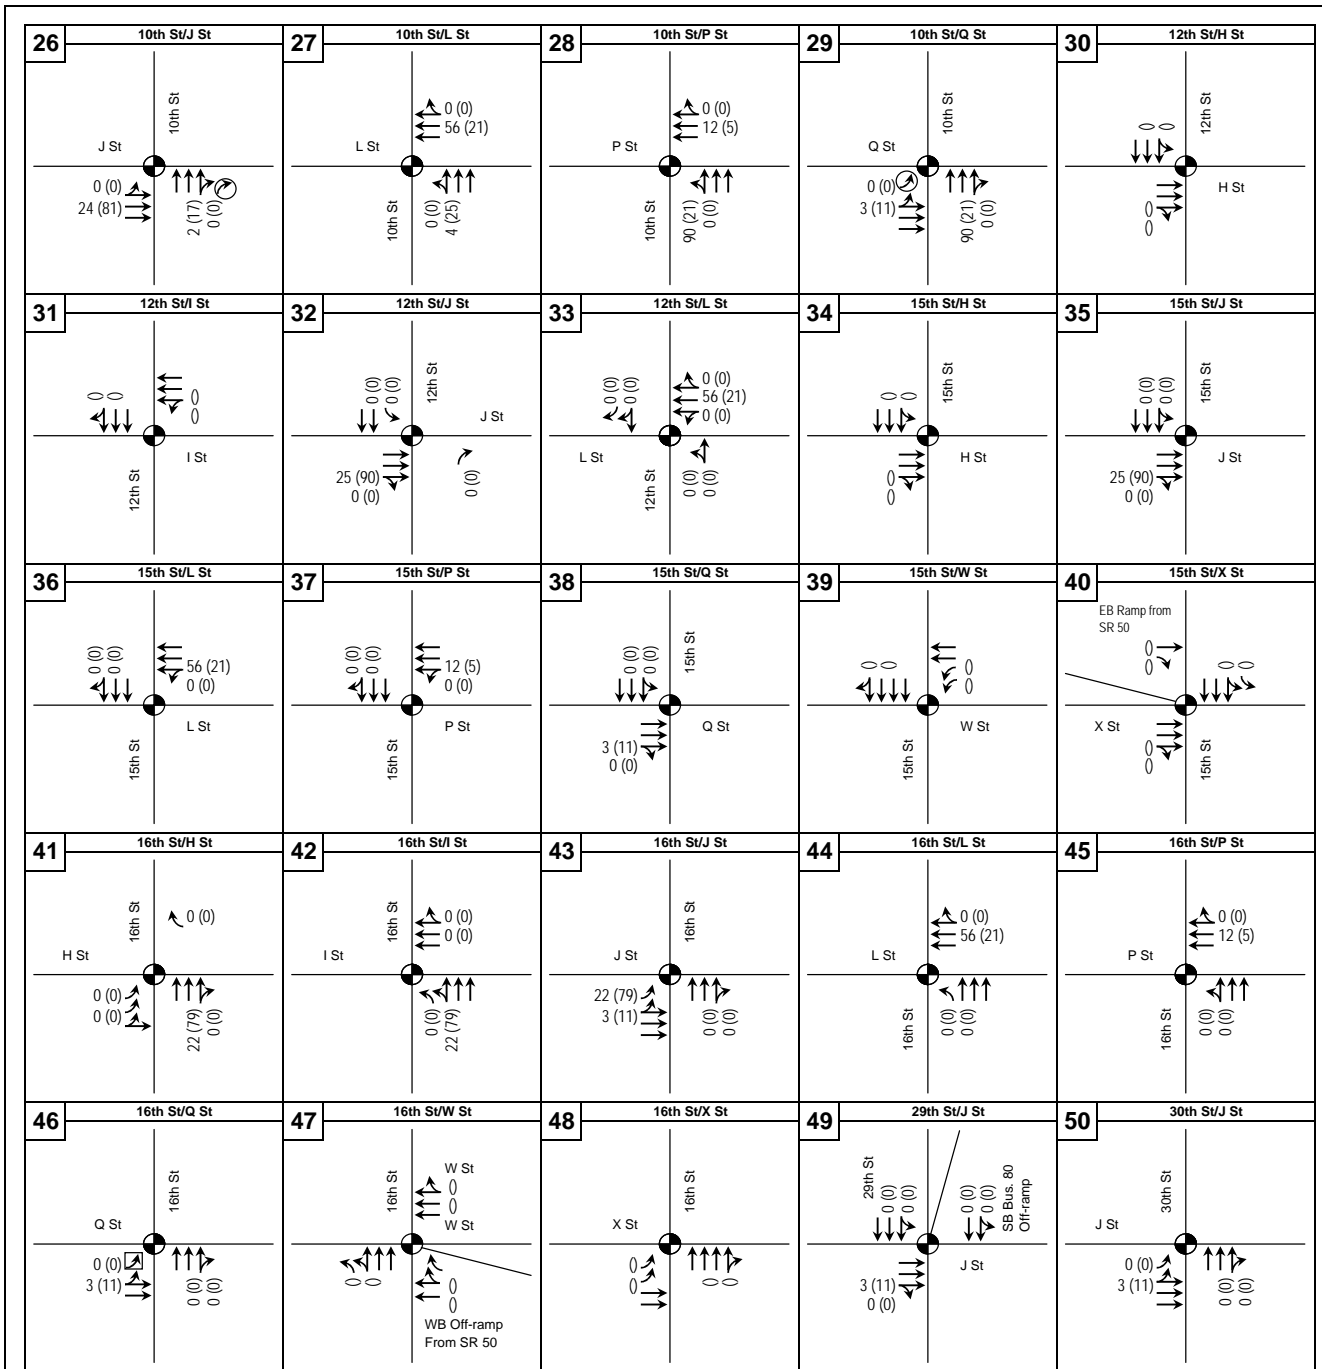 26
10th St/J St
10th St
J St
0 (0)
24 (81)
2 (17)
0 (0)
27
10th St/L St
0 (0)
56 (21)
L St
10th St
0 (0)
4 (25)
28
10th St/P St
0 (0)
12 (5)
P St
10th St
90 (21)
0 (0)
29
10th St/Q St
10th St
Q St
0 (0)
3 (11)
90 (21)
0 (0)
30
12th St/H St
12th St
()
()
H St
()
()
31
12th St/I St
()
()
()
()
I St
12th St
32
12th St/J St
0 (0)
0 (0)
12th St
J St
25 (90)
0 (0)
0 (0)
33
12th St/L St
0 (0)
0 (0)
0 (0)
56 (21)
0 (0)
L St
12th St
0 (0)
0 (0)
34
15th St/H St
15th St
()
()
H St
()
()
35
15th St/J St
0 (0)
0 (0)
15th St
J St
25 (90)
0 (0)
36
15th St/L St
0 (0)
0 (0)
56 (21)
0 (0)
L St
15th St
37
15th St/P St
0 (0)
0 (0)
12 (5)
0 (0)
P St
15th St
38
15th St/Q St
0 (0)
0 (0)
15th St
Q St
3 (11)
0 (0)
39
15th St/W St
()
()
()
()
W St
15th St
40
15th St/X St
EB Ramp from
SR 50
()
()
()
()
X St
()
()
15th St
41
16th St/H St
16th St
0 (0)
H St
0 (0)
0 (0)
22 (79)
0 (0)
42
16th St/I St
16th St
0 (0)
0 (0)
I St
0 (0)
22 (79)
43
16th St/J St
16th St
J St
22 (79)
3 (11)
0 (0)
0 (0)
44
16th St/L St
0 (0)
56 (21)
L St
16th St
0 (0)
0 (0)
45
16th St/P St
0 (0)
12 (5)
P St
16th St
0 (0)
0 (0)
46
16th St/Q St
16th St
Q St
0 (0)
3 (11)
0 (0)
0 (0)
47
16th St/W St
16th St
W St
()
()
W St
()
()
()
()
WB Off-ramp
From SR 50
48
16th St/X St
16th St
X St
()
()
()
()
49
29th St/J St
29th St
0 (0)
0 (0)
0 (0)
0 (0)
SB Bus. 80
Off-ramp
J St
3 (11)
0 (0)
50
30th St/J St
30th St
J St
0 (0)
3 (11)
0 (0)
0 (0)